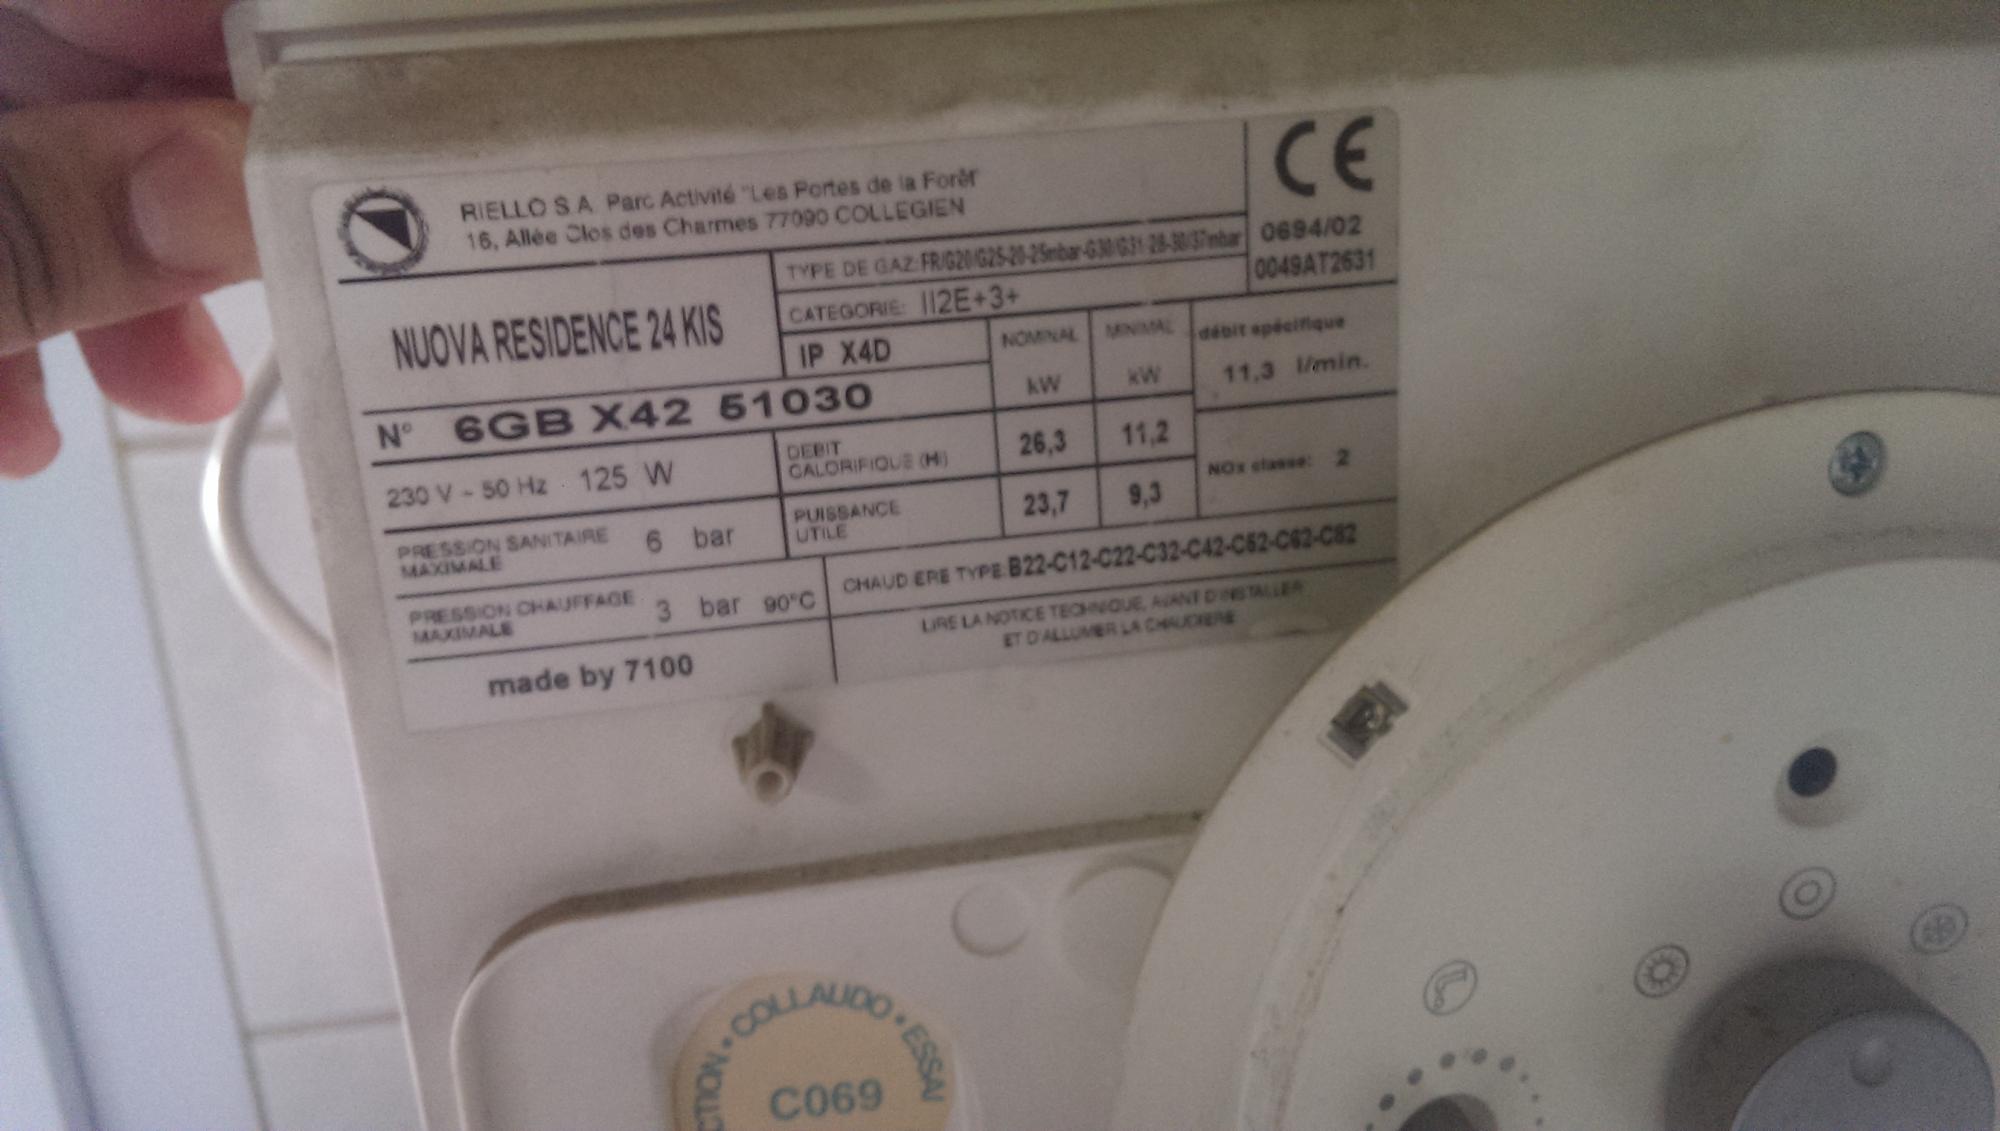 RIELLO S.A. Parc Activité "Les Portes de la Forêt"
16, Allée Clos des Charmes 77090 COLLEGIEN
CE
0694/02
0049AT2631
NUOVA RESIDENCE 24 KIS
TYPE DE GAZ: FR/G20/G25-20-25mbar-G30/G31-28-30/37mbar
CATEGORIE: II2E+3+
IP X4D
NOMINAL
kW
MINIMAL
kW
débit spécifique
11,3 l/min.
N° 6GB X42 51030
230 V ~ 50 Hz 125 W
DEBIT
CALORIFIQUE (Hi)
26,3
11,2
NOx classe: 2
PUISSANCE
UTILE
23,7
9,3
PRESSION SANITAIRE
MAXIMALE
6 bar
CHAUDIERE TYPE: B22-C12-C22-C32-C42-C52-C62-C82
PRESSION CHAUFFAGE
MAXIMALE
3 bar 90°C
LIRE LA NOTICE TECHNIQUE, AVANT D'INSTALLER
ET D'ALLUMER LA CHAUDIERE
made by 7100
CTION • COLLAUDO • ESSAI
C069